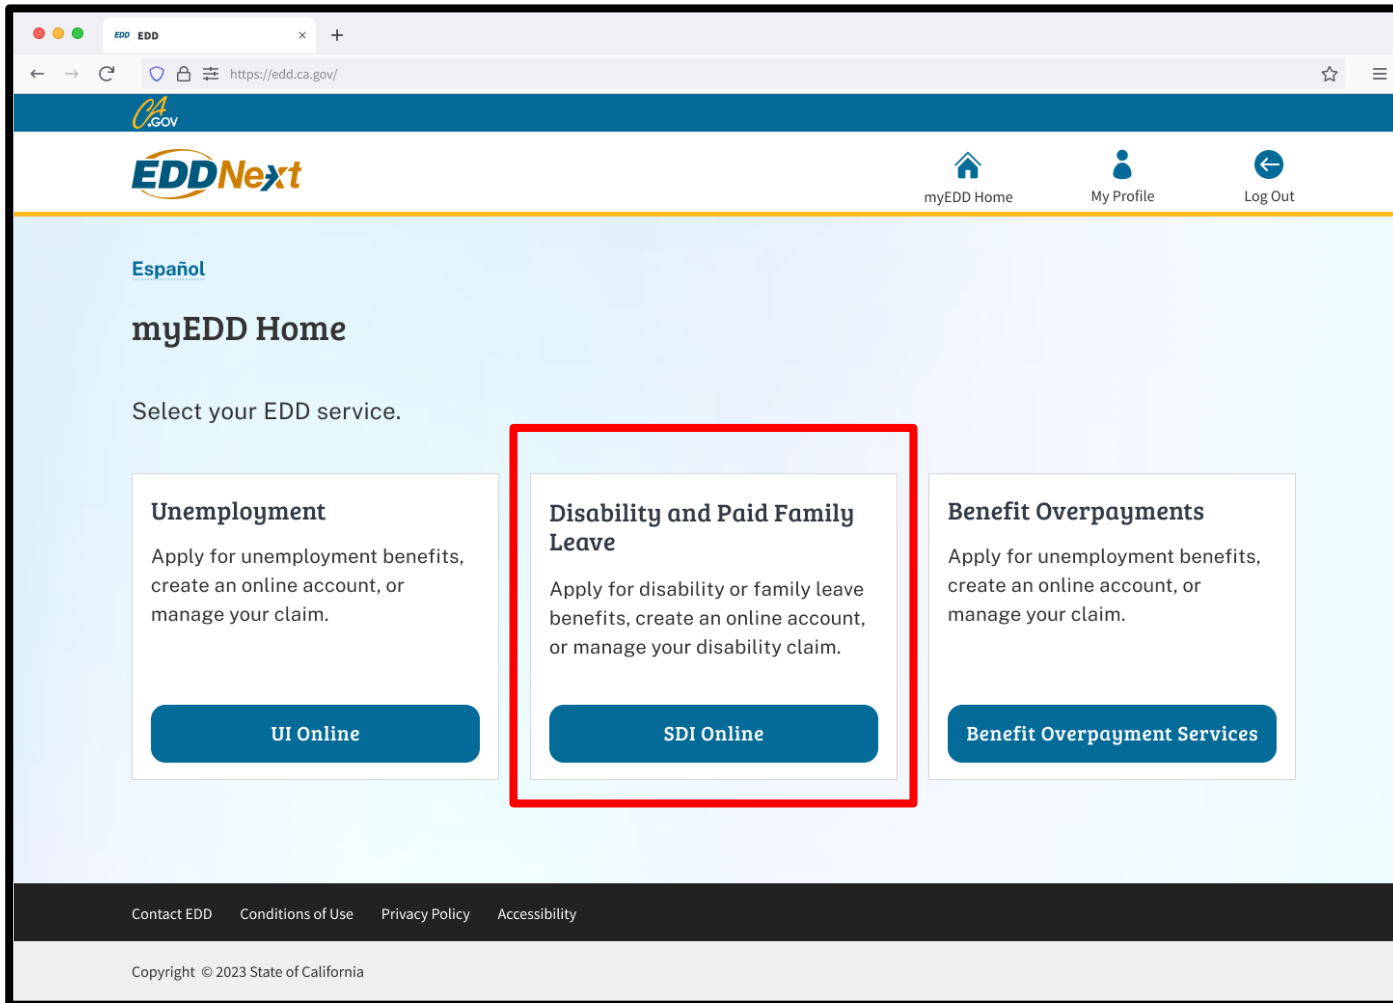 EDD EDD
https://edd.ca.gov/
CA
.GOV
EDDNext
myEDD Home
My Profile
Log Out
Español
myEDD Home
Select your EDD service.
Unemployment
Apply for unemployment benefits,
create an online account, or
manage your claim.
UI Online
Disability and Paid Family
Leave
Apply for disability or family leave
benefits, create an online account,
or manage your disability claim.
SDI Online
Benefit Overpayments
Apply for unemployment benefits,
create an online account, or
manage your claim.
Benefit Overpayment Services
Contact EDD Conditions of Use Privacy Policy Accessibility
Copyright © 2023 State of California